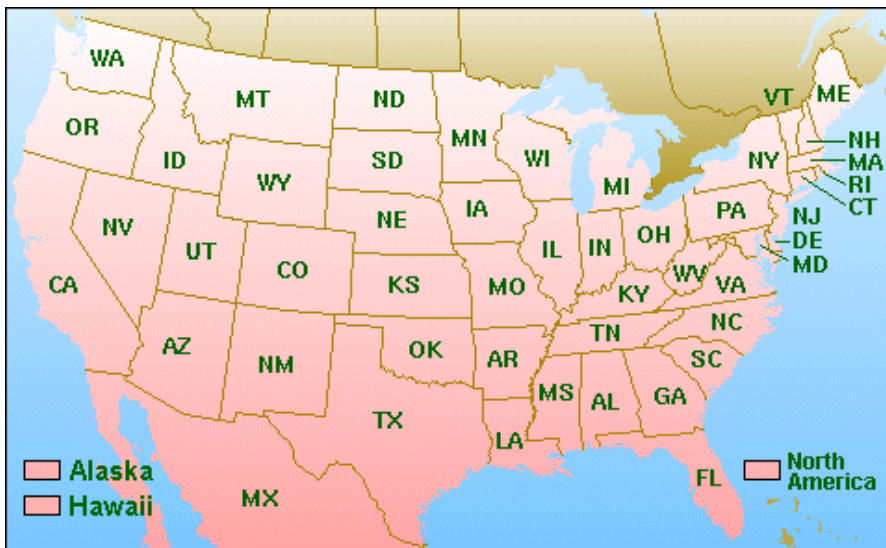 WA
MT
ND
MN
VT
ME
OR
ID
SD
WI
NY
NH
MA
RI
CT
WY
MI
IA
NE
PA
NJ
NV
UT
CO
IL
IN
OH
DE
MD
CA
KS
MO
WV
VA
KY
AZ
NM
OK
AR
TN
NC
SC
TX
MS
AL
GA
LA
FL
MX
Alaska
Hawaii
North
America